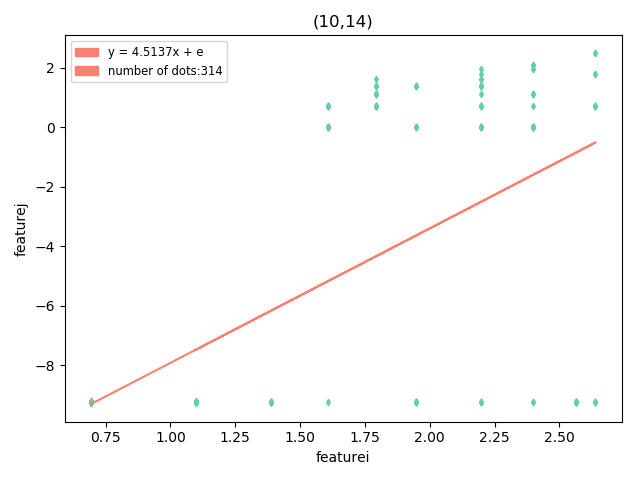 (10,14)
y = 4.5137x + e
number of dots:314
2
0
−2
−4
−6
−8
featurej
0.75 1.00 1.25 1.50 1.75 2.00 2.25 2.50
featurei